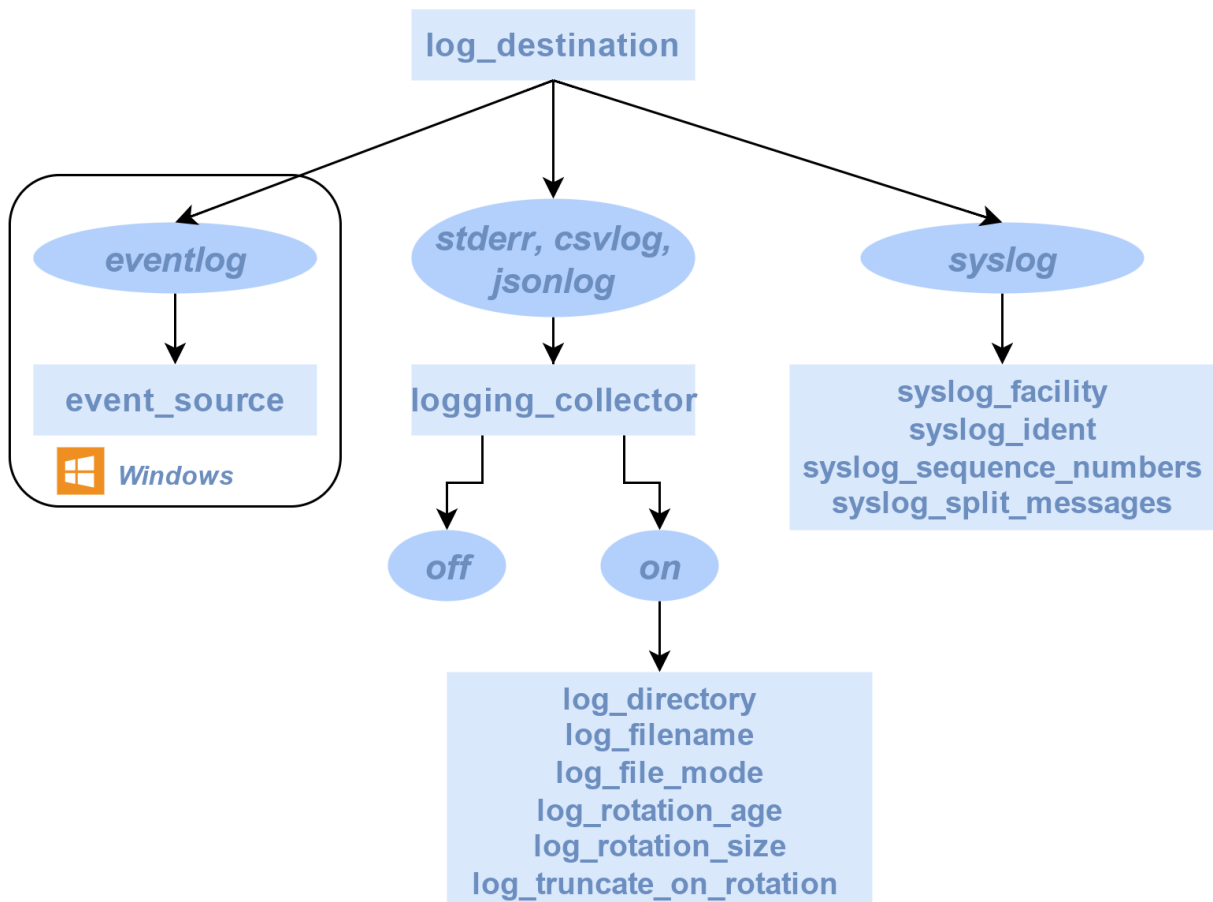 log_destination
eventlog
stderr, csvlog,
jsonlog
syslog
event_source
logging_collector
syslog_facility
syslog_ident
syslog_sequence_numbers
syslog_split_messages
Windows
off
on
log_directory
log_filename
log_file_mode
log_rotation_age
log_rotation_size
log_truncate_on_rotation